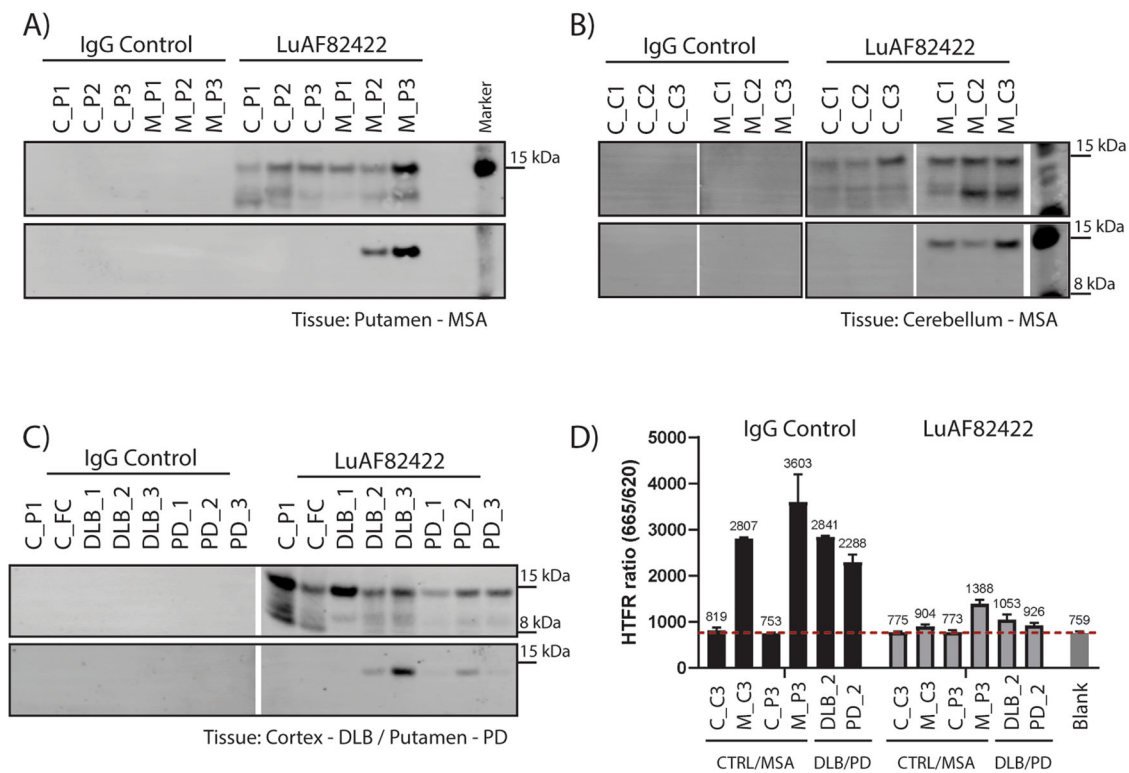 A)
IgG Control
LuAF82422
C_P1
C_P2
C_P3
M_P1
M_P2
M_P3
C_P1
C_P2
C_P3
M_P1
M_P2
M_P3
Marker
15 kDa
Tissue: Putamen - MSA
B)
IgG Control
LuAF82422
C_C1
C_C2
C_C3
M_C1
M_C2
M_C3
C_C1
C_C2
C_C3
M_C1
M_C2
M_C3
15 kDa
15 kDa
8 kDa
Tissue: Cerebellum - MSA
C)
IgG Control
LuAF82422
C_P1
C_FC
DLB_1
DLB_2
DLB_3
PD_1
PD_2
PD_3
C_P1
C_FC
DLB_1
DLB_2
DLB_3
PD_1
PD_2
PD_3
15 kDa
8 kDa
15 kDa
Tissue: Cortex - DLB / Putamen - PD
D)
IgG Control
LuAF82422
HTFR ratio (665/620)
5000
4000
3000
2000
1000
0
819
2807
753
3603
2841
2288
775
904
773
1388
1053
926
759
C_C3
M_C3
C_P3
M_P3
DLB_2
PD_2
C_C3
M_C3
C_P3
M_P3
DLB_2
PD_2
Blank
CTRL/MSA
DLB/PD
CTRL/MSA
DLB/PD